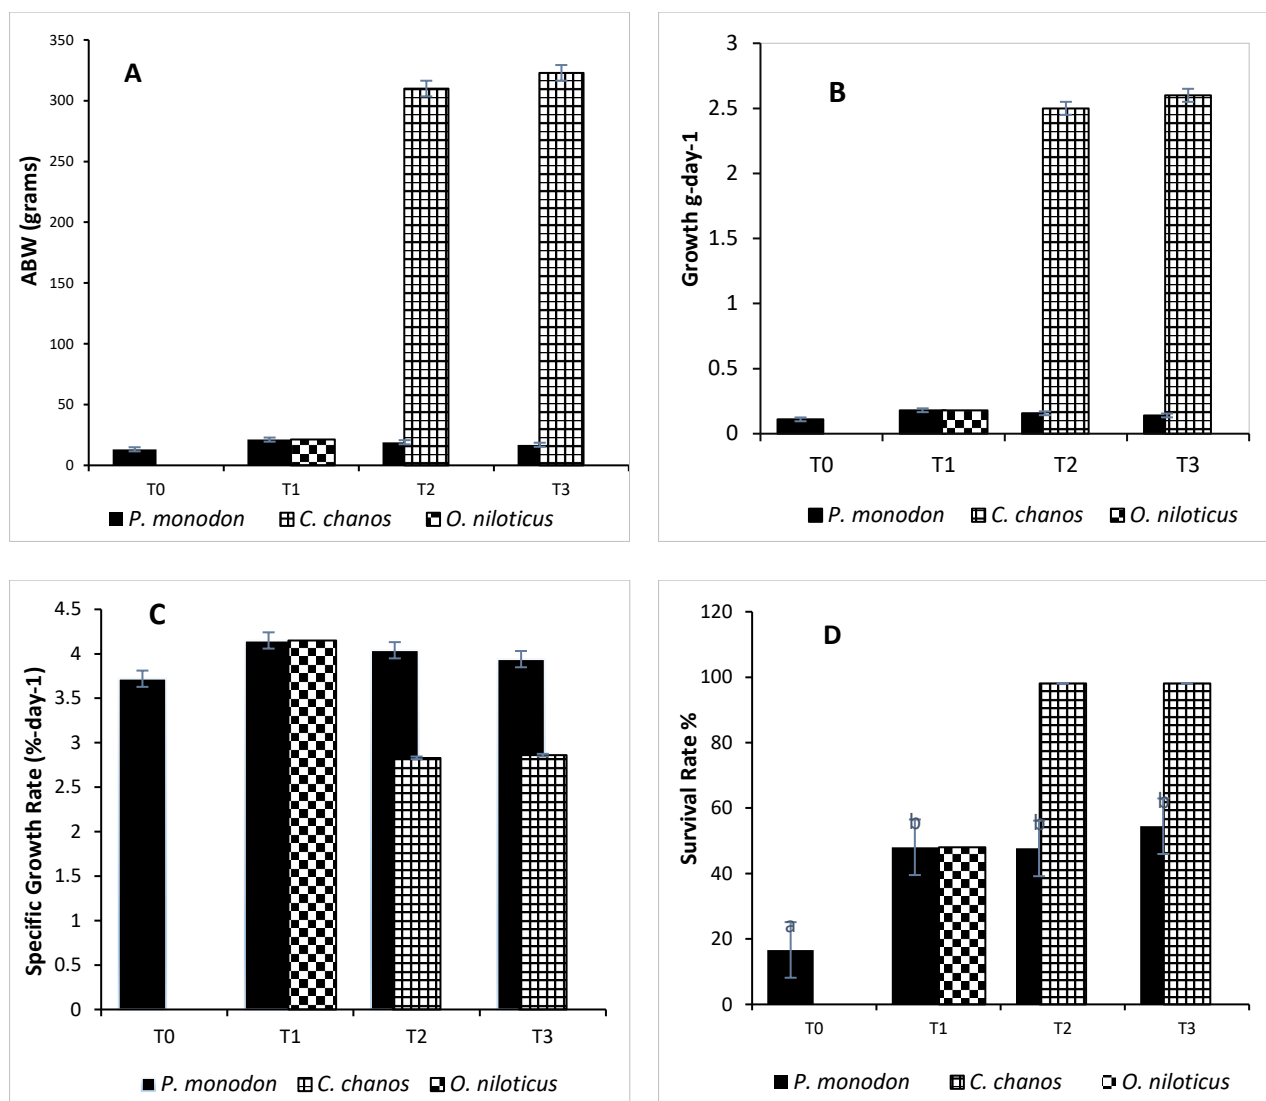 A
350
300
250
200
150
100
50
0
ABW (grams)
T0 T1 T2 T3
P. monodon C. chanos O. niloticus
B
3
2.5
2
1.5
1
0.5
0
Growth g-day-1
T0 T1 T2 T3
P. monodon C. chanos O. niloticus
C
4.5
4
3.5
3
2.5
2
1.5
1
0.5
0
Specific Growth Rate (%-day-1)
T0 T1 T2 T3
P. monodon C. chanos O. niloticus
D
120
100
80
60
40
20
0
Survival Rate %
a b b b
T0 T1 T2 T3
P. monodon C. chanos O. niloticus